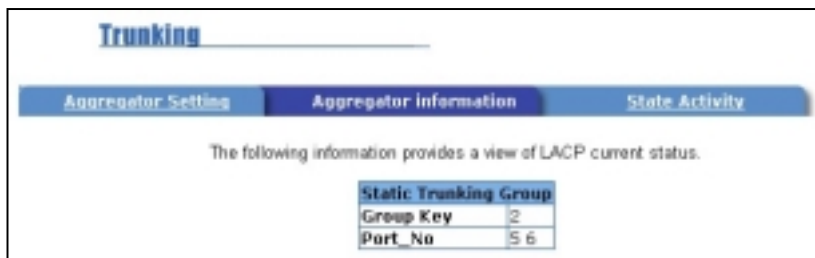 Trunking
Aggregator Setting Aggregator information State Activity
The following information provides a view of LACP current status.
Static Trunking Group
Group Key 2
Port_No 5 6